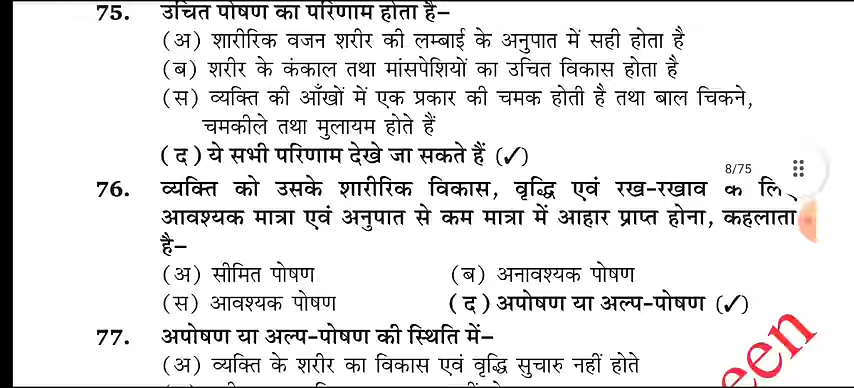 75. उचित पोषण का परिणाम होता है–
(अ) शारीरिक वजन शरीर की लम्बाई के अनुपात में सही होता है
(ब) शरीर के कंकाल तथा मांसपेशियों का उचित विकास होता है
(स) व्यक्ति की आँखों में एक प्रकार की चमक होती है तथा बाल चिकने,
चमकीले तथा मुलायम होते हैं
(द) ये सभी परिणाम देखे जा सकते हैं (✓)
8/75
76. व्यक्ति को उसके शारीरिक विकास, वृद्धि एवं रख-रखाव के लिए
आवश्यक मात्रा एवं अनुपात से कम मात्रा में आहार प्राप्त होना, कहलाता
है–
(अ) सीमित पोषण (ब) अनावश्यक पोषण
(स) आवश्यक पोषण (द) अपोषण या अल्प-पोषण (✓)
77. अपोषण या अल्प-पोषण की स्थिति में–
(अ) व्यक्ति के शरीर का विकास एवं वृद्धि सुचारु नहीं होते
een